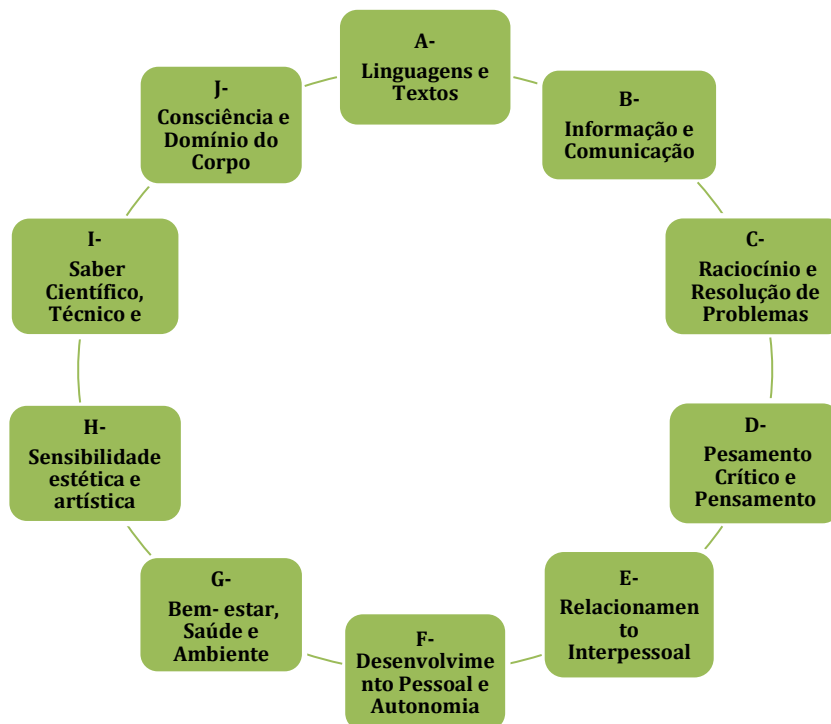 A-
Linguagens e
Textos
B-
Informação e
Comunicação
C-
Raciocínio e
Resolução de
Problemas
D-
Pesamento
Crítico e
Pensamento
E-
Relacionamen
to
Interpessoal
F-
Desenvolvime
nto Pessoal e
Autonomia
G-
Bem- estar,
Saúde e
Ambiente
H-
Sensibilidade
estética e
artística
I-
Saber
Científico,
Técnico e
J-
Consciência e
Domínio do
Corpo